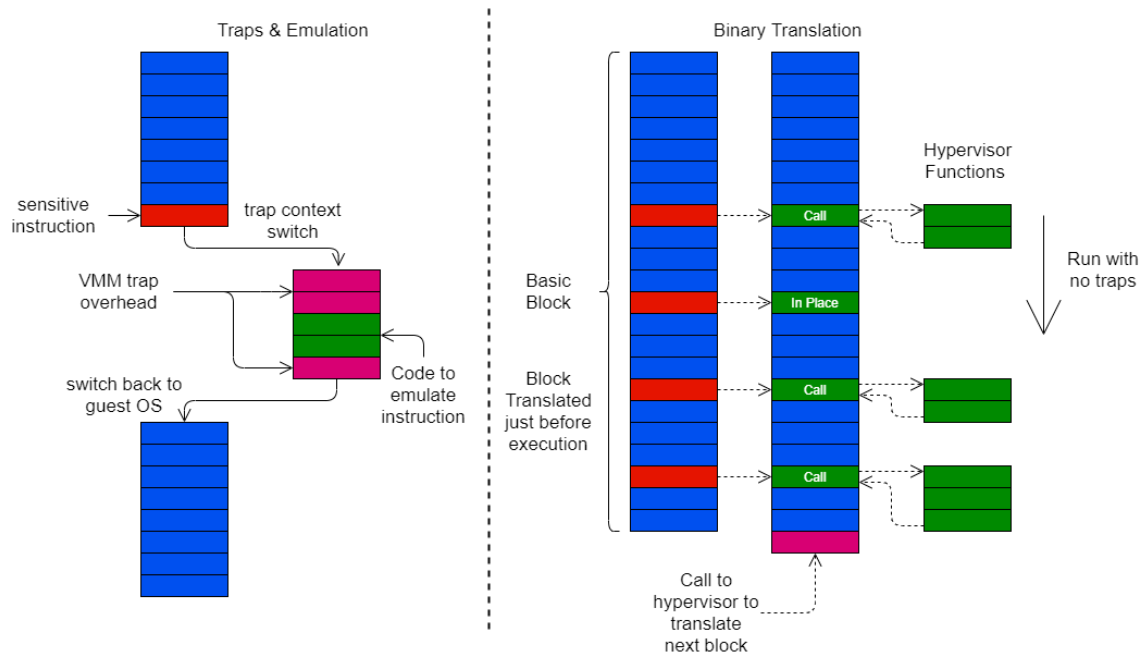 Traps & Emulation
sensitive
instruction
trap context
switch
VMM trap
overhead
Code to
emulate
instruction
switch back to
guest OS
Binary Translation
Basic
Block
Block
Translated
just before
execution
Call
In Place
Call
Call
Hypervisor
Functions
Run with
no traps
Call to
hypervisor to
translate
next block